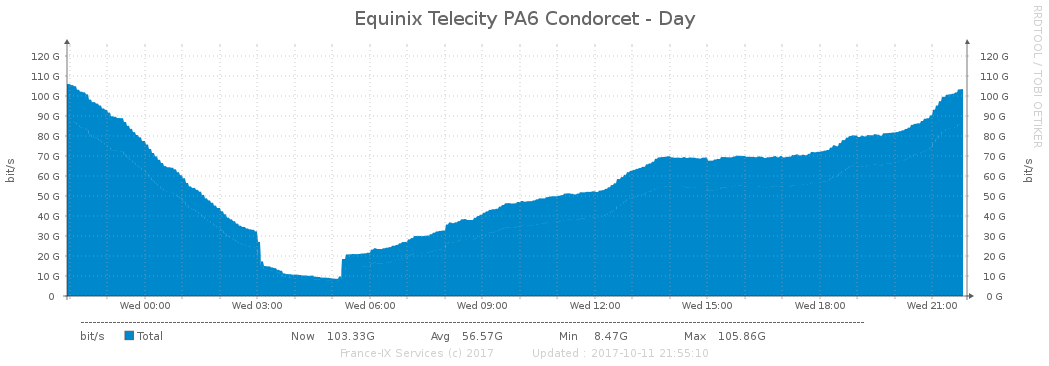 Equinix Telecity PA6 Condorcet - Day
RRDTOOL / TOBI OETIKER
bit/s
120 G 120 G
110 G 110 G
100 G 100 G
90 G 90 G
80 G 80 G
70 G 70 G
60 G 60 G
50 G 50 G
40 G 40 G
30 G 30 G
20 G 20 G
10 G 10 G
0 0 G
bit/s
Wed 00:00 Wed 03:00 Wed 06:00 Wed 09:00 Wed 12:00 Wed 15:00 Wed 18:00 Wed 21:00
bit/s Total Now 103.33G Avg 56.57G Min 8.47G Max 105.86G
France-IX Services (c) 2017 Updated : 2017-10-11 21:55:10